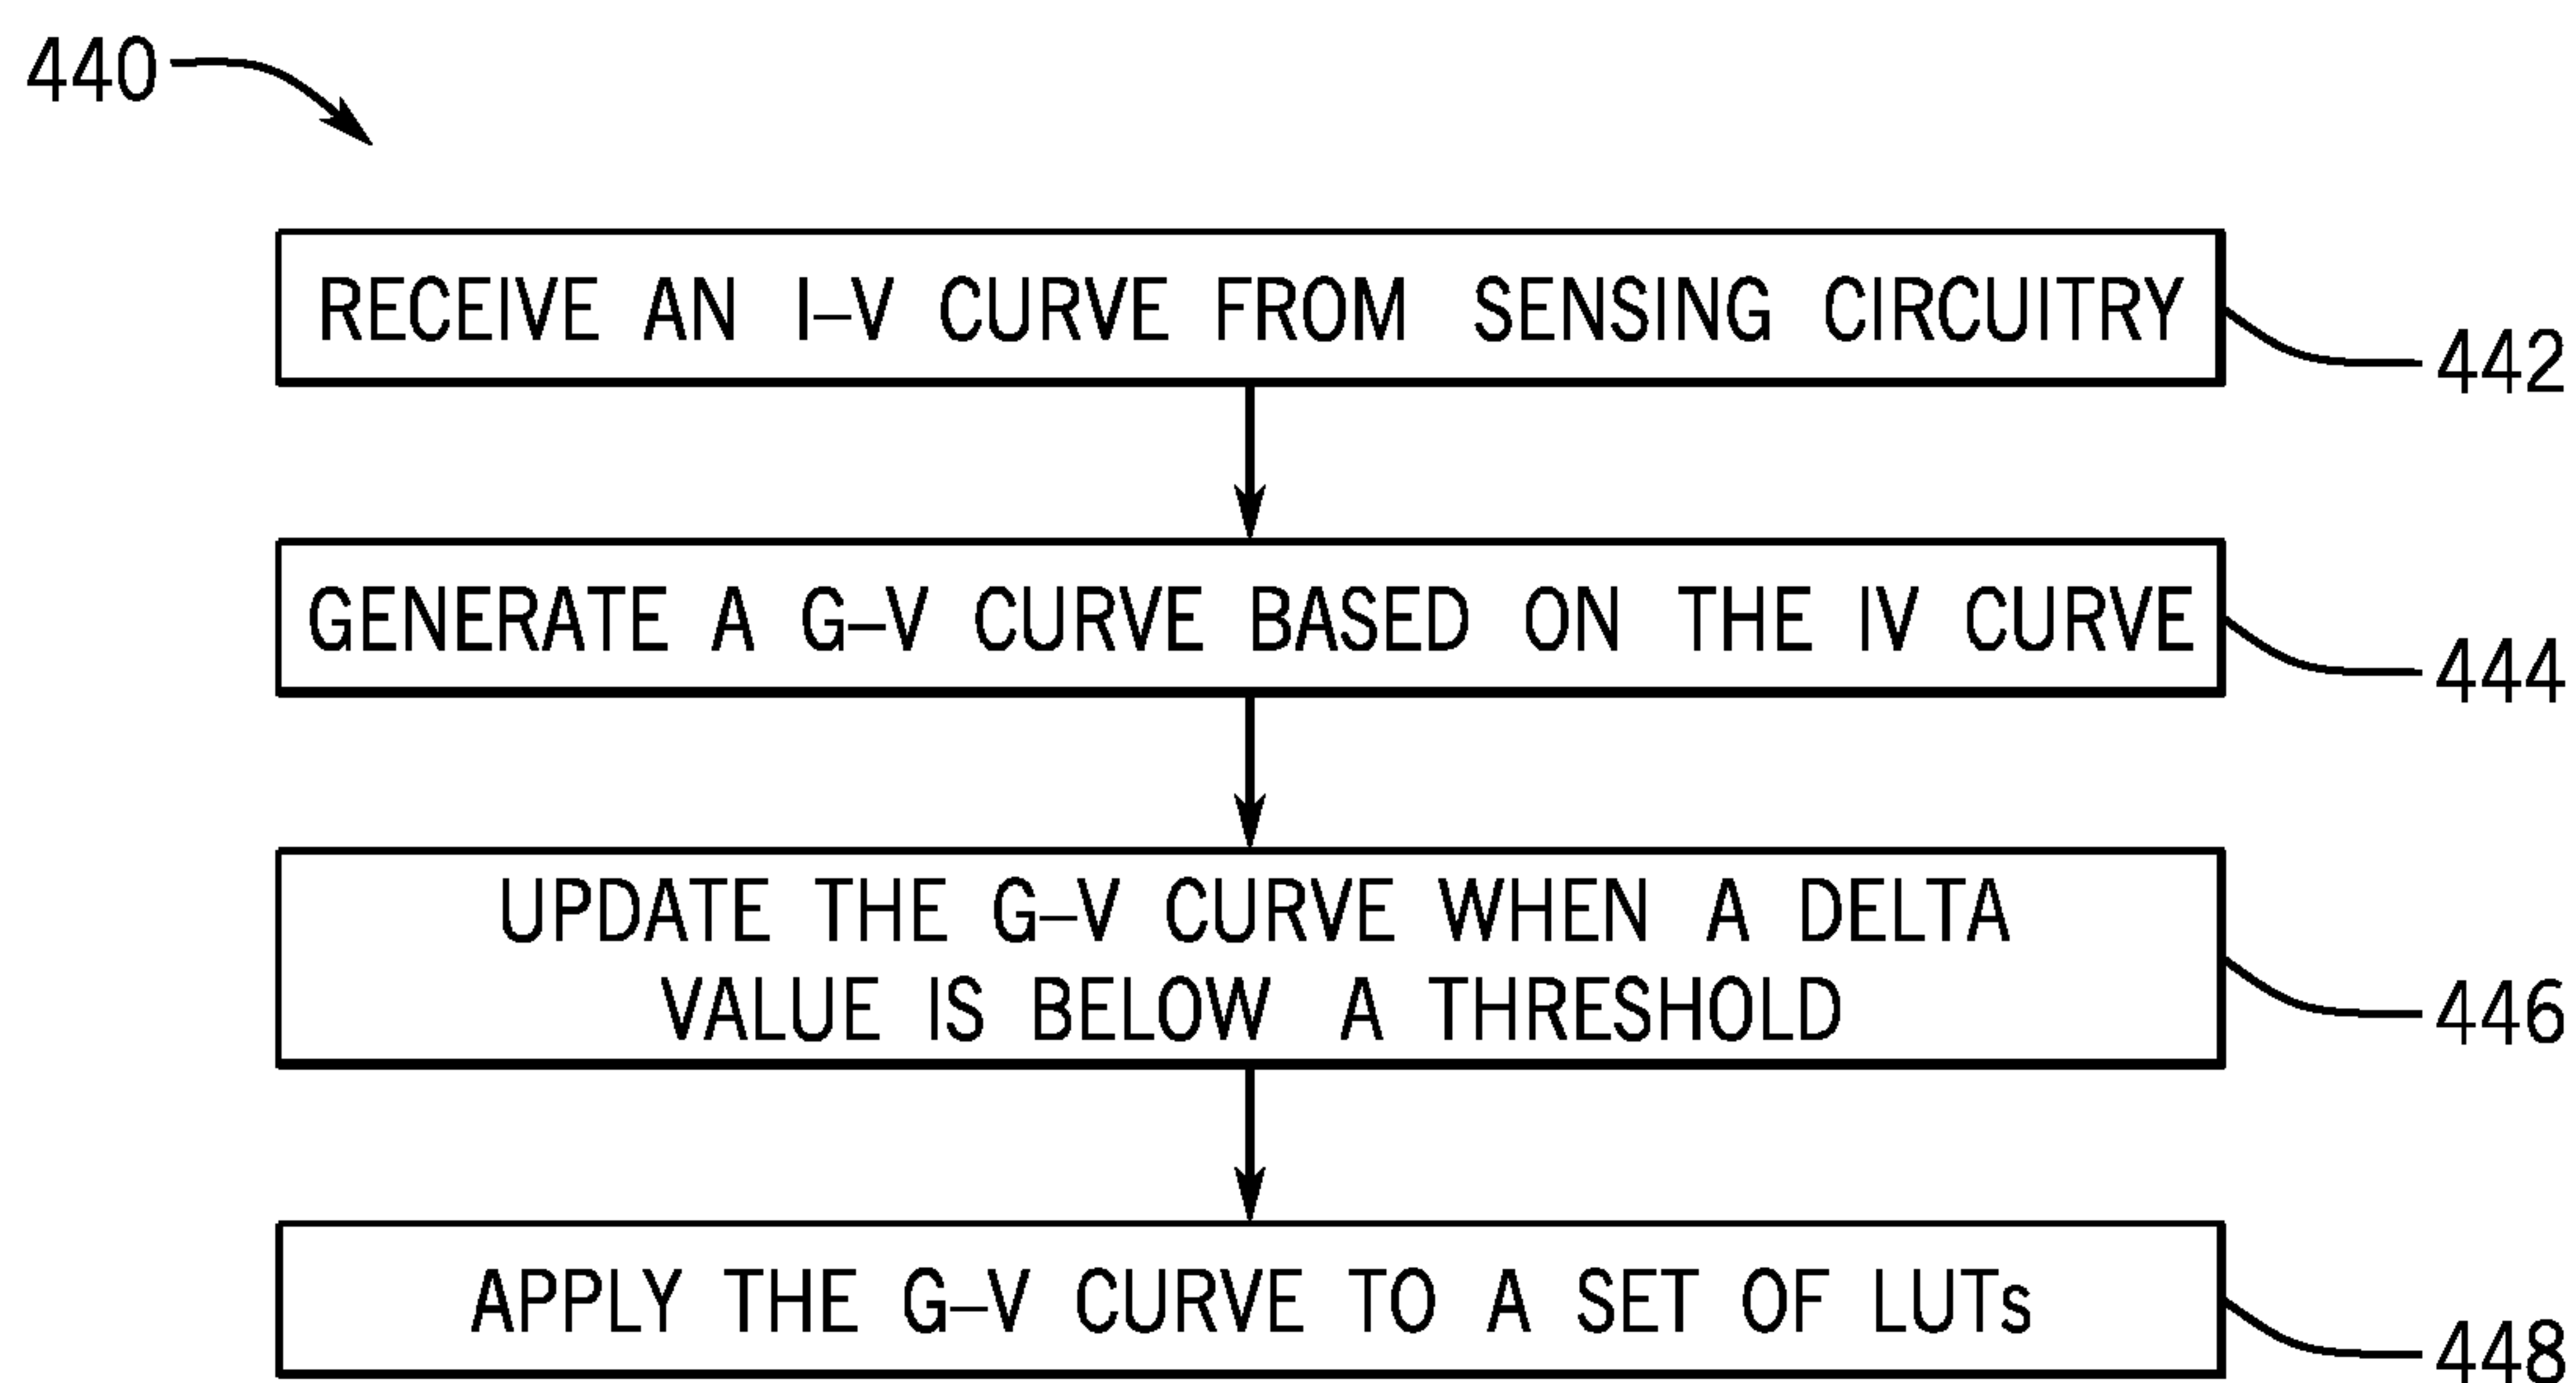 440
RECEIVE AN I–V CURVE FROM SENSING CIRCUITRY
442
GENERATE A G–V CURVE BASED ON THE IV CURVE
444
UPDATE THE G–V CURVE WHEN A DELTA
VALUE IS BELOW A THRESHOLD
446
APPLY THE G–V CURVE TO A SET OF LUTs
448